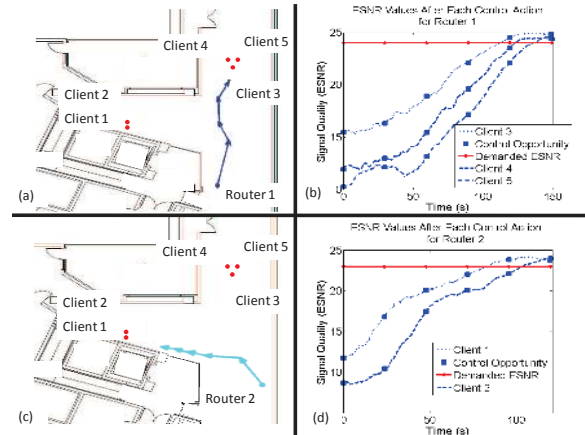 Client 4
Client 5
Client 2
Client 3
Client 1
(a)
Router 1
ESNR Values After Each Control Action
for Router 1
Signal Quality (ESNR)
25
20
15
10
Client 3
Control Opportunity
Demanded ESNR
Client 4
Client 5
0
50
100
150
Time (s)
(b)
Client 4
Client 5
Client 2
Client 3
Client 1
(c)
Router 2
ESNR Values After Each Control Action
for Router 2
Signal Quality (ESNR)
25
20
15
10
Client 1
Control Opportunity
Demanded ESNR
Client 2
0
50
100
Time (s)
(d)